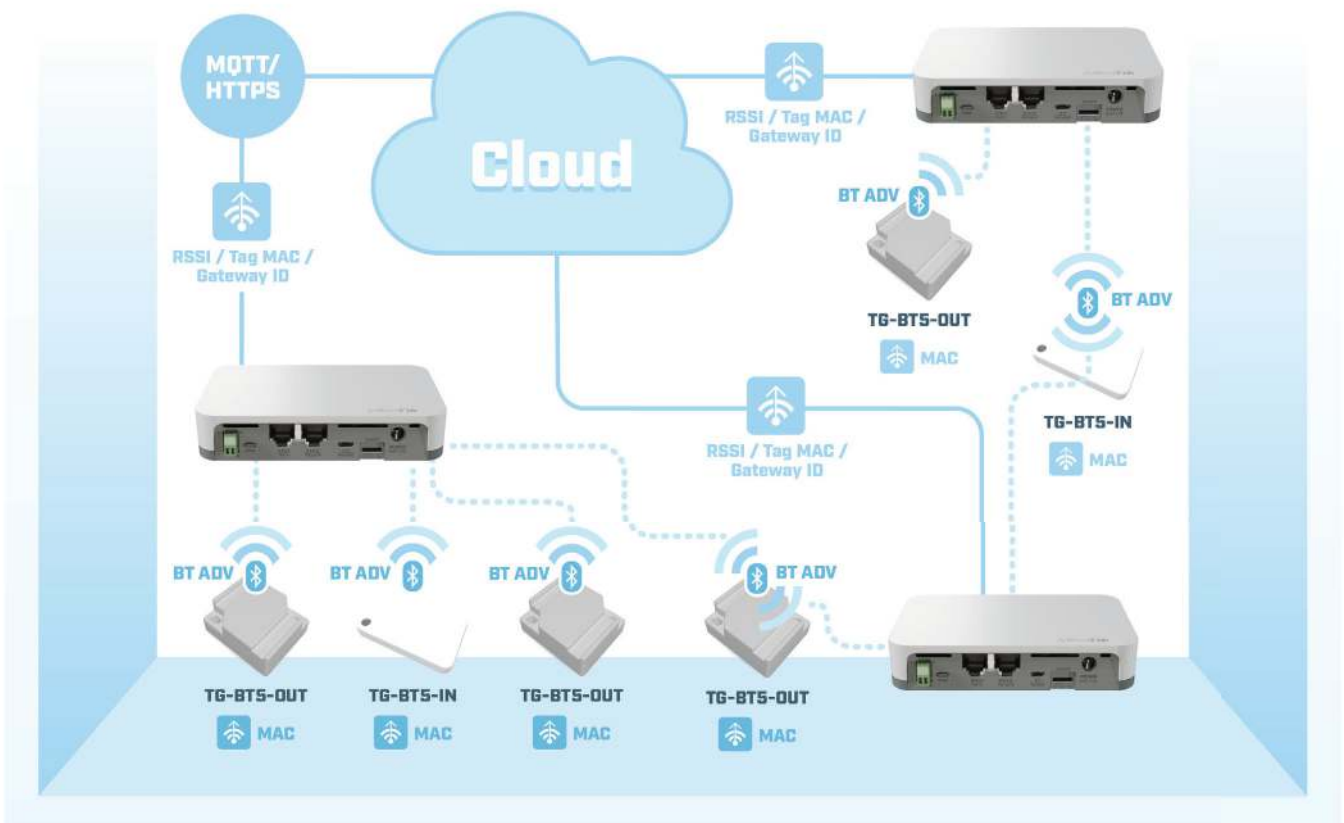 MQTT/
HTTPS
Cloud
RSSI / Tag MAC /
Gateway ID
RSSI / Tag MAC /
Gateway ID
BT ADV
TG-BT5-OUT
MAC
BT ADV
TG-BT5-IN
MAC
RSSI / Tag MAC /
Gateway ID
BT ADV
TG-BT5-OUT
MAC
BT ADV
TG-BT5-IN
MAC
BT ADV
TG-BT5-OUT
MAC
BT ADV
TG-BT5-OUT
MAC